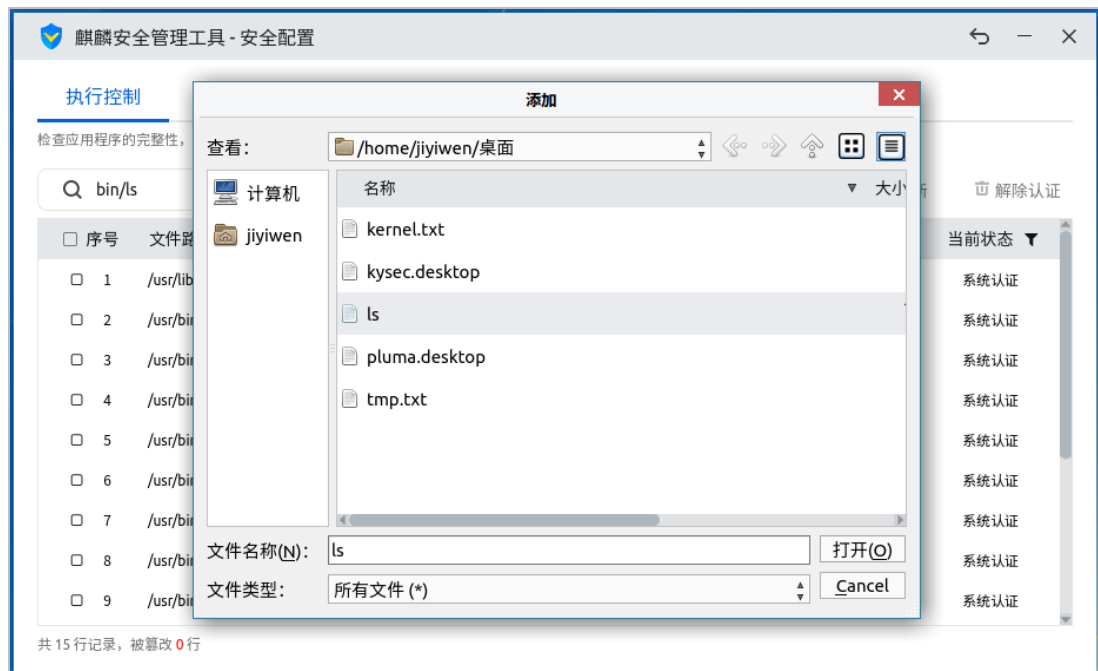 麒麟安全管理工具 - 安全配置
执行控制
检查应用程序的完整性，
bin/ls
解除认证
序号 文件路 当前状态
1 /usr/lib 系统认证
2 /usr/bin 系统认证
3 /usr/bin 系统认证
4 /usr/bin 系统认证
5 /usr/bin 系统认证
6 /usr/bin 系统认证
7 /usr/bin 系统认证
8 /usr/bin 系统认证
9 /usr/bin 系统认证
共 15 行记录，被篡改 0 行
添加
查看： /home/jiyiwen/桌面
计算机
jiyiwen
名称 大小
kernel.txt
kysec.desktop
ls
pluma.desktop
tmp.txt
文件名称(N)： ls 打开(O)
文件类型： 所有文件 (*) Cancel